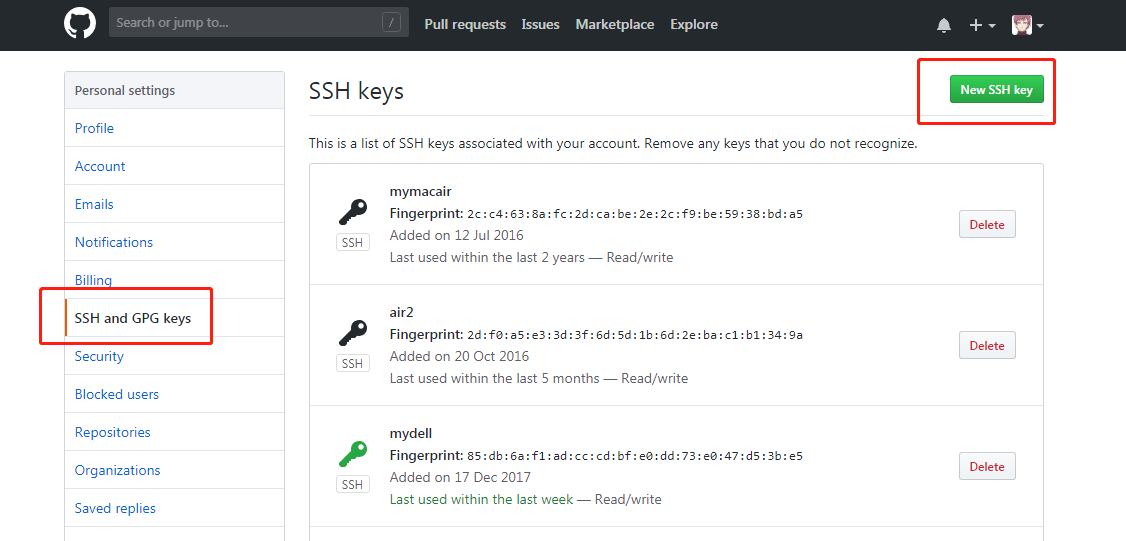 Search or jump to...
/
Pull requests
Issues
Marketplace
Explore
Personal settings
Profile
Account
Emails
Notifications
Billing
SSH and GPG keys
Security
Blocked users
Repositories
Organizations
Saved replies
SSH keys
New SSH key
This is a list of SSH keys associated with your account. Remove any keys that you do not recognize.
mymacair
Fingerprint: 2c:c4:63:8a:fc:2d:ca:be:2e:2c:f9:be:59:38:bd:a5
SSH
Added on 12 Jul 2016
Last used within the last 2 years — Read/write
Delete
air2
Fingerprint: 2d:f0:a5:e3:3d:3f:6d:5d:1b:6d:2e:ba:c1:b1:34:9a
SSH
Added on 20 Oct 2016
Last used within the last 5 months — Read/write
Delete
mydell
Fingerprint: 85:db:6a:f1:ad:cc:cd:bf:e0:dd:73:e0:47:d5:3b:e5
SSH
Added on 17 Dec 2017
Last used within the last week — Read/write
Delete